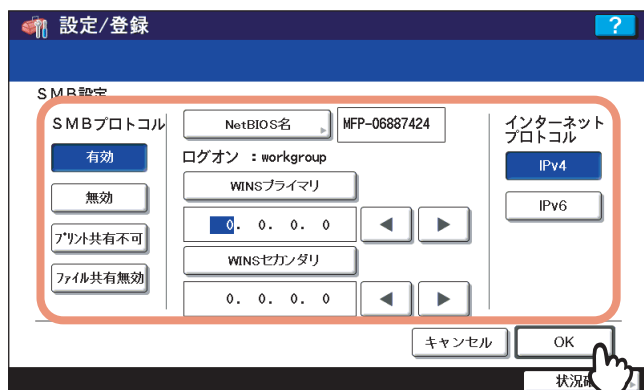 設定/登録
?
SMB設定
SMBプロトコル
有効
無効
プリント共有不可
ファイル共有無効
NetBIOS名
MFP-06887424
ログオン :workgroup
WINSプライマリ
0. 0. 0. 0
WINSセカンダリ
0. 0. 0. 0
インターネット
プロトコル
IPv4
IPv6
キャンセル
OK
状況